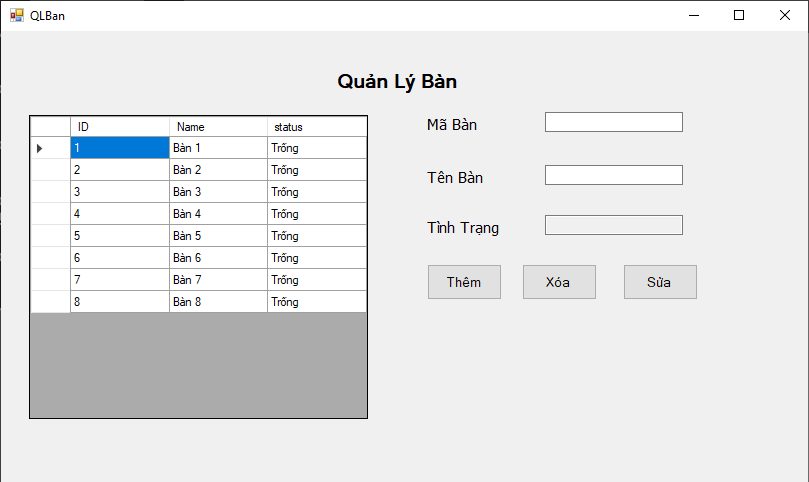 QLBan
Quản Lý Bàn
ID Name status
1 Bàn 1 Trống
2 Bàn 2 Trống
3 Bàn 3 Trống
4 Bàn 4 Trống
5 Bàn 5 Trống
6 Bàn 6 Trống
7 Bàn 7 Trống
8 Bàn 8 Trống
Mã Bàn
Tên Bàn
Tình Trạng
Thêm Xóa Sửa